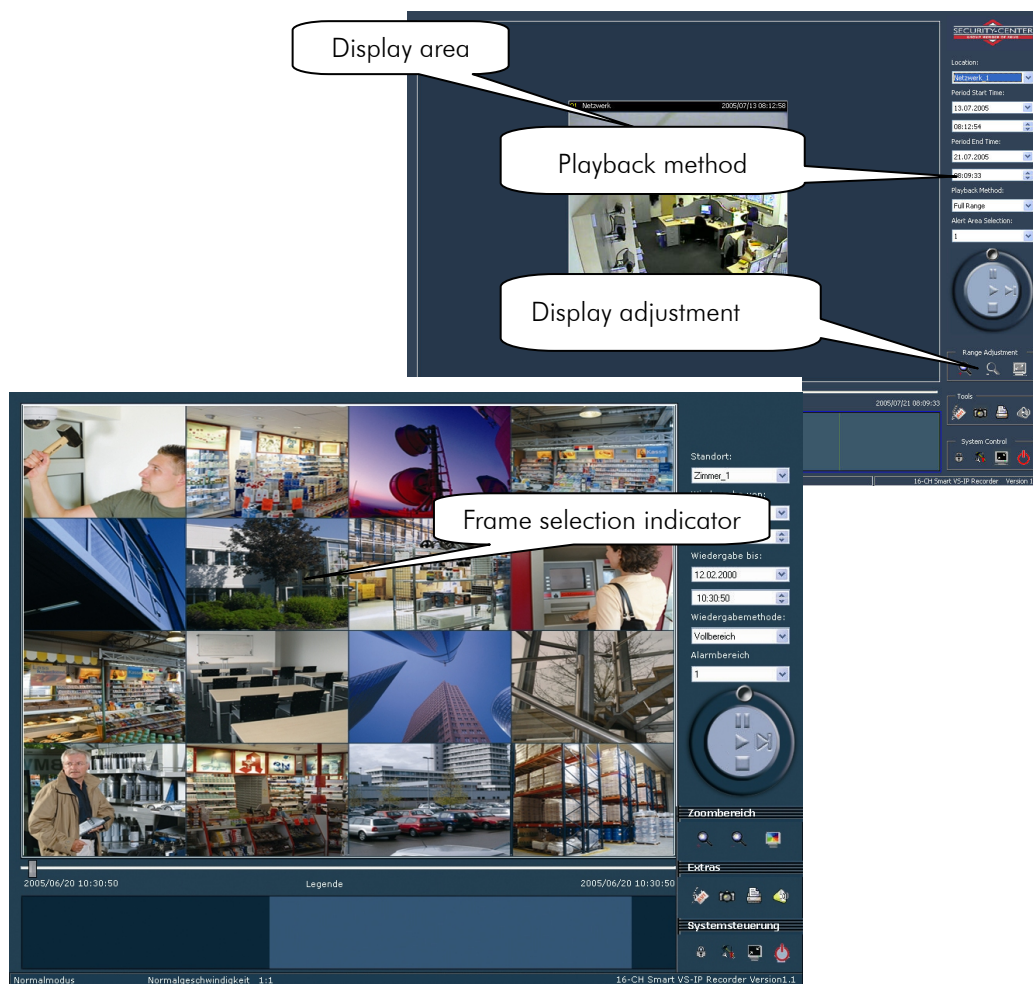 Display area
SECURITY-CENTER
Location:
Netzwerk_1
Period Start Time:
13.07.2005
08:12:54
Period End Time:
21.07.2005
08:09:33
Playback Method:
Full Range
Alert Area Selection:
1
01 Netzwerk 2005/07/13 08:12:58
Playback method
Display adjustment
Range Adjustment
2005/07/21 08:09:33
Tools
System Control
16-CH Smart VS-IP Recorder Version 1
Standort:
Zimmer_1
Frame selection indicator
Wiedergabe bis:
12.02.2000
10:30:50
Wiedergabemethode:
Vollbereich
Alarmbereich
1
Zoombereich
Extras
2005/06/20 10:30:50 Legende 2005/06/20 10:30:50
Systemsteuerung
Normalmodus Normalgeschwindigkeit 1:1 16-CH Smart VS-IP Recorder Version1.1